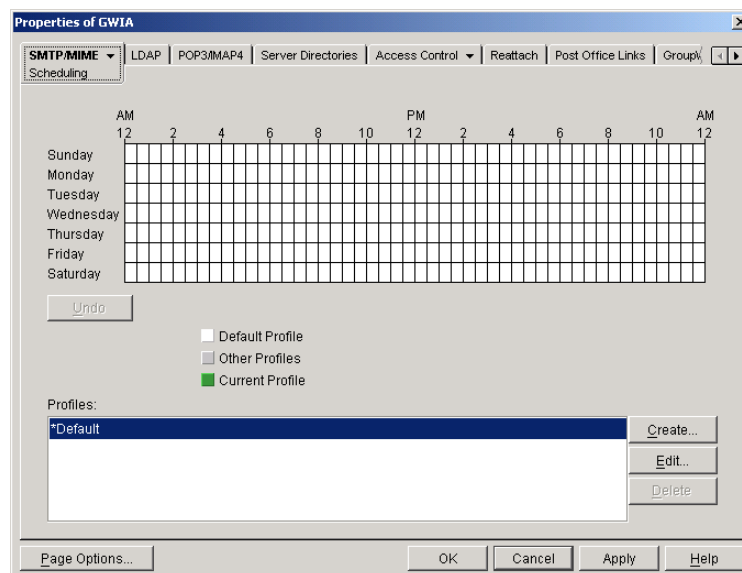 Properties of GWIA
SMTP/MIME LDAP POP3/IMAP4 Server Directories Access Control Reattach Post Office Links
Scheduling
AM PM AM
12 2 4 6 8 10 12 2 4 6 8 10 12
Sunday
Monday
Tuesday
Wednesday
Thursday
Friday
Saturday
Undo
Default Profile
Other Profiles
Current Profile
Profiles:
*Default
Create...
Edit...
Delete
Page Options... OK Cancel Apply Help